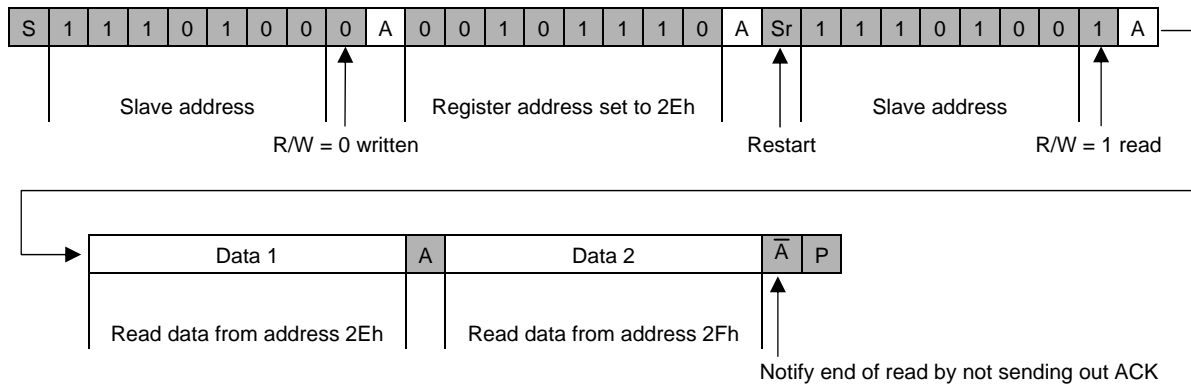 S 1 1 1 0 1 0 0 0 A 0 0 1 0 1 1 1 0 A Sr 1 1 1 0 1 0 0 1 A
Slave address Register address set to 2Eh Slave address
R/W = 0 written Restart R/W = 1 read
Data 1 A Data 2 A̅ P
Read data from address 2Eh Read data from address 2Fh
Notify end of read by not sending out ACK